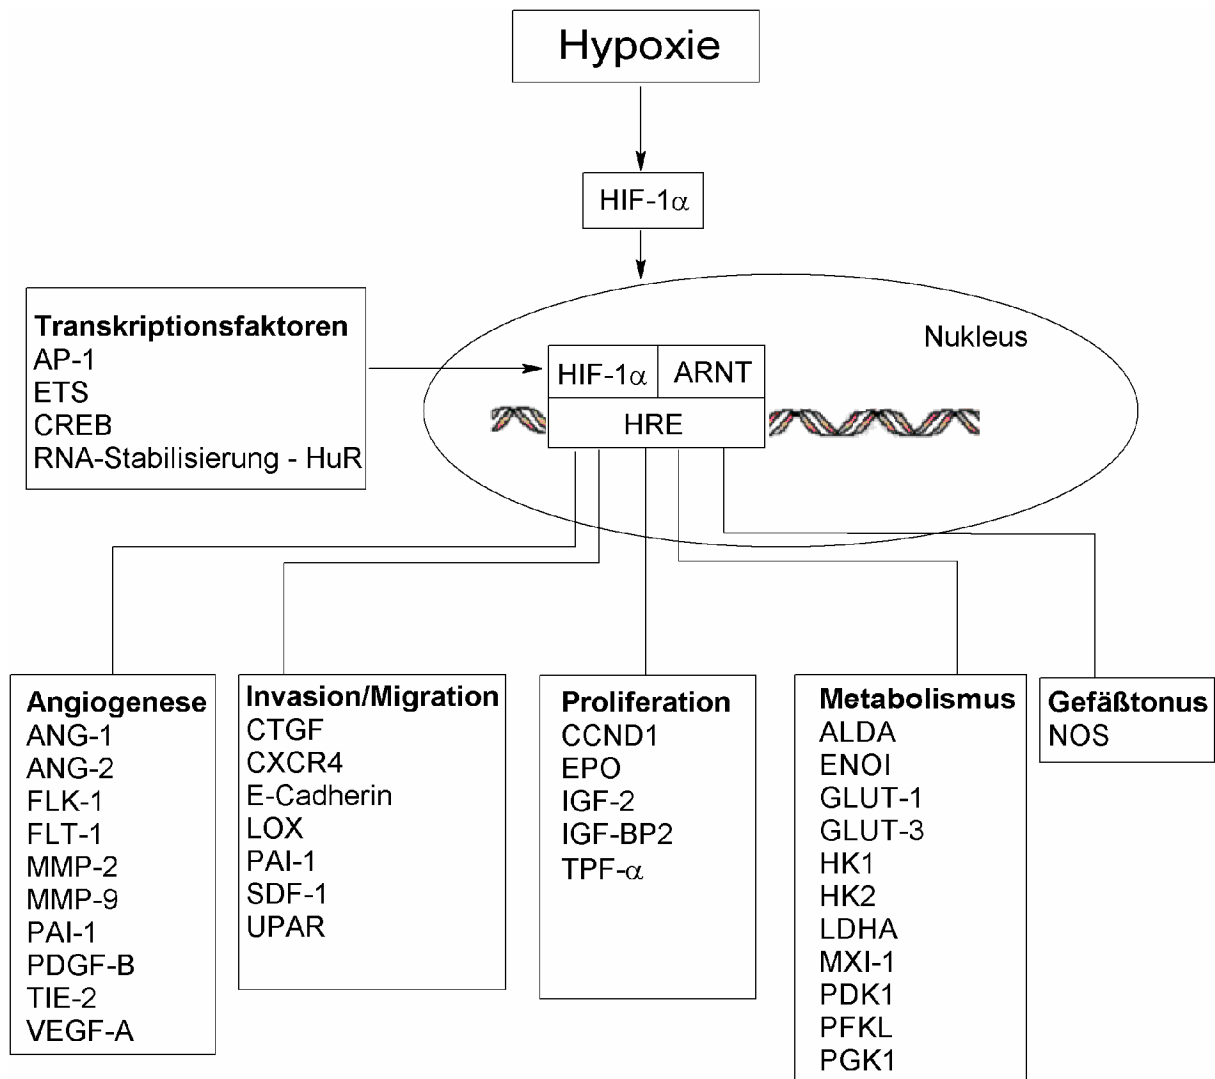 Hypoxie
HIF-1α
Nukleus
Transkriptionsfaktoren
AP-1
ETS
CREB
RNA-Stabilisierung - HuR
HIF-1α
ARNT
HRE
Angiogenese
ANG-1
ANG-2
FLK-1
FLT-1
MMP-2
MMP-9
PAI-1
PDGF-B
TIE-2
VEGF-A
Invasion/Migration
CTGF
CXCR4
E-Cadherin
LOX
PAI-1
SDF-1
UPAR
Proliferation
CCND1
EPO
IGF-2
IGF-BP2
TPF-α
Metabolismus
ALDA
ENOI
GLUT-1
GLUT-3
HK1
HK2
LDHA
MXI-1
PDK1
PFKL
PGK1
Gefäßtonus
NOS